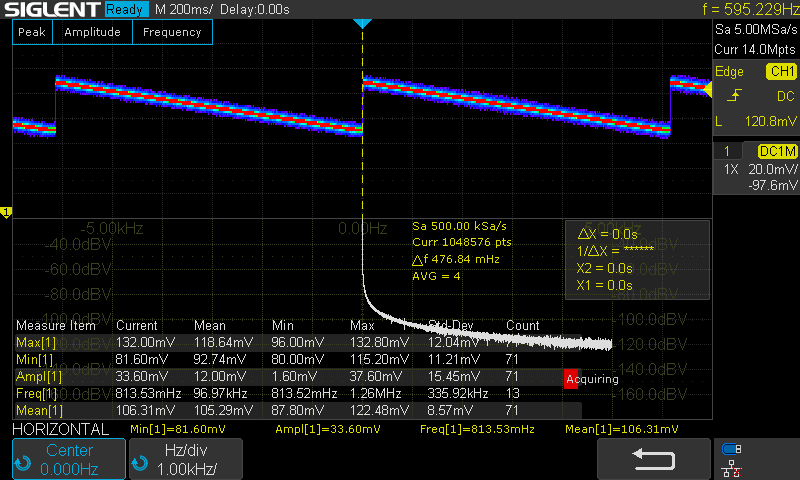 SIGLENT Ready M 200ms/ Delay:0.00s f = 595.229Hz
Peak Amplitude Frequency
Sa 5.00MSa/s
Curr 14.0Mpts
Edge CH1
DC
L 120.8mV
1 DC1M
1X 20.0mV/
-97.6mV
1
-5.00kHz 0.00Hz 5.00kHz
-40.0dBV
-60.0dBV
-80.0dBV
-100.0dBV
-120.0dBV
-140.0dBV
-160.0dBV
Sa 500.00 kSa/s
Curr 1048576 pts
△f 476.84 mHz
AVG = 4
△X = 0.0s
1/△X = ******
X2 = 0.0s
X1 = 0.0s
Measure Item Current Mean Min Max Std-Dev Count
Max[1] 132.00mV 118.64mV 96.00mV 132.80mV 12.04mV 71
Min[1] 81.60mV 92.74mV 80.00mV 115.20mV 11.21mV 71
Ampl[1] 33.60mV 12.00mV 1.60mV 37.60mV 15.45mV 71
Freq[1] 813.53mHz 96.97kHz 813.52mHz 1.26MHz 335.92kHz 13
Mean[1] 106.31mV 105.29mV 87.80mV 122.48mV 8.57mV 71
Acquiring
HORIZONTAL Min[1]=81.60mV Ampl[1]=33.60mV Freq[1]=813.53mHz Mean[1]=106.31mV
Center
0.000Hz
Hz/div
1.00kHz/